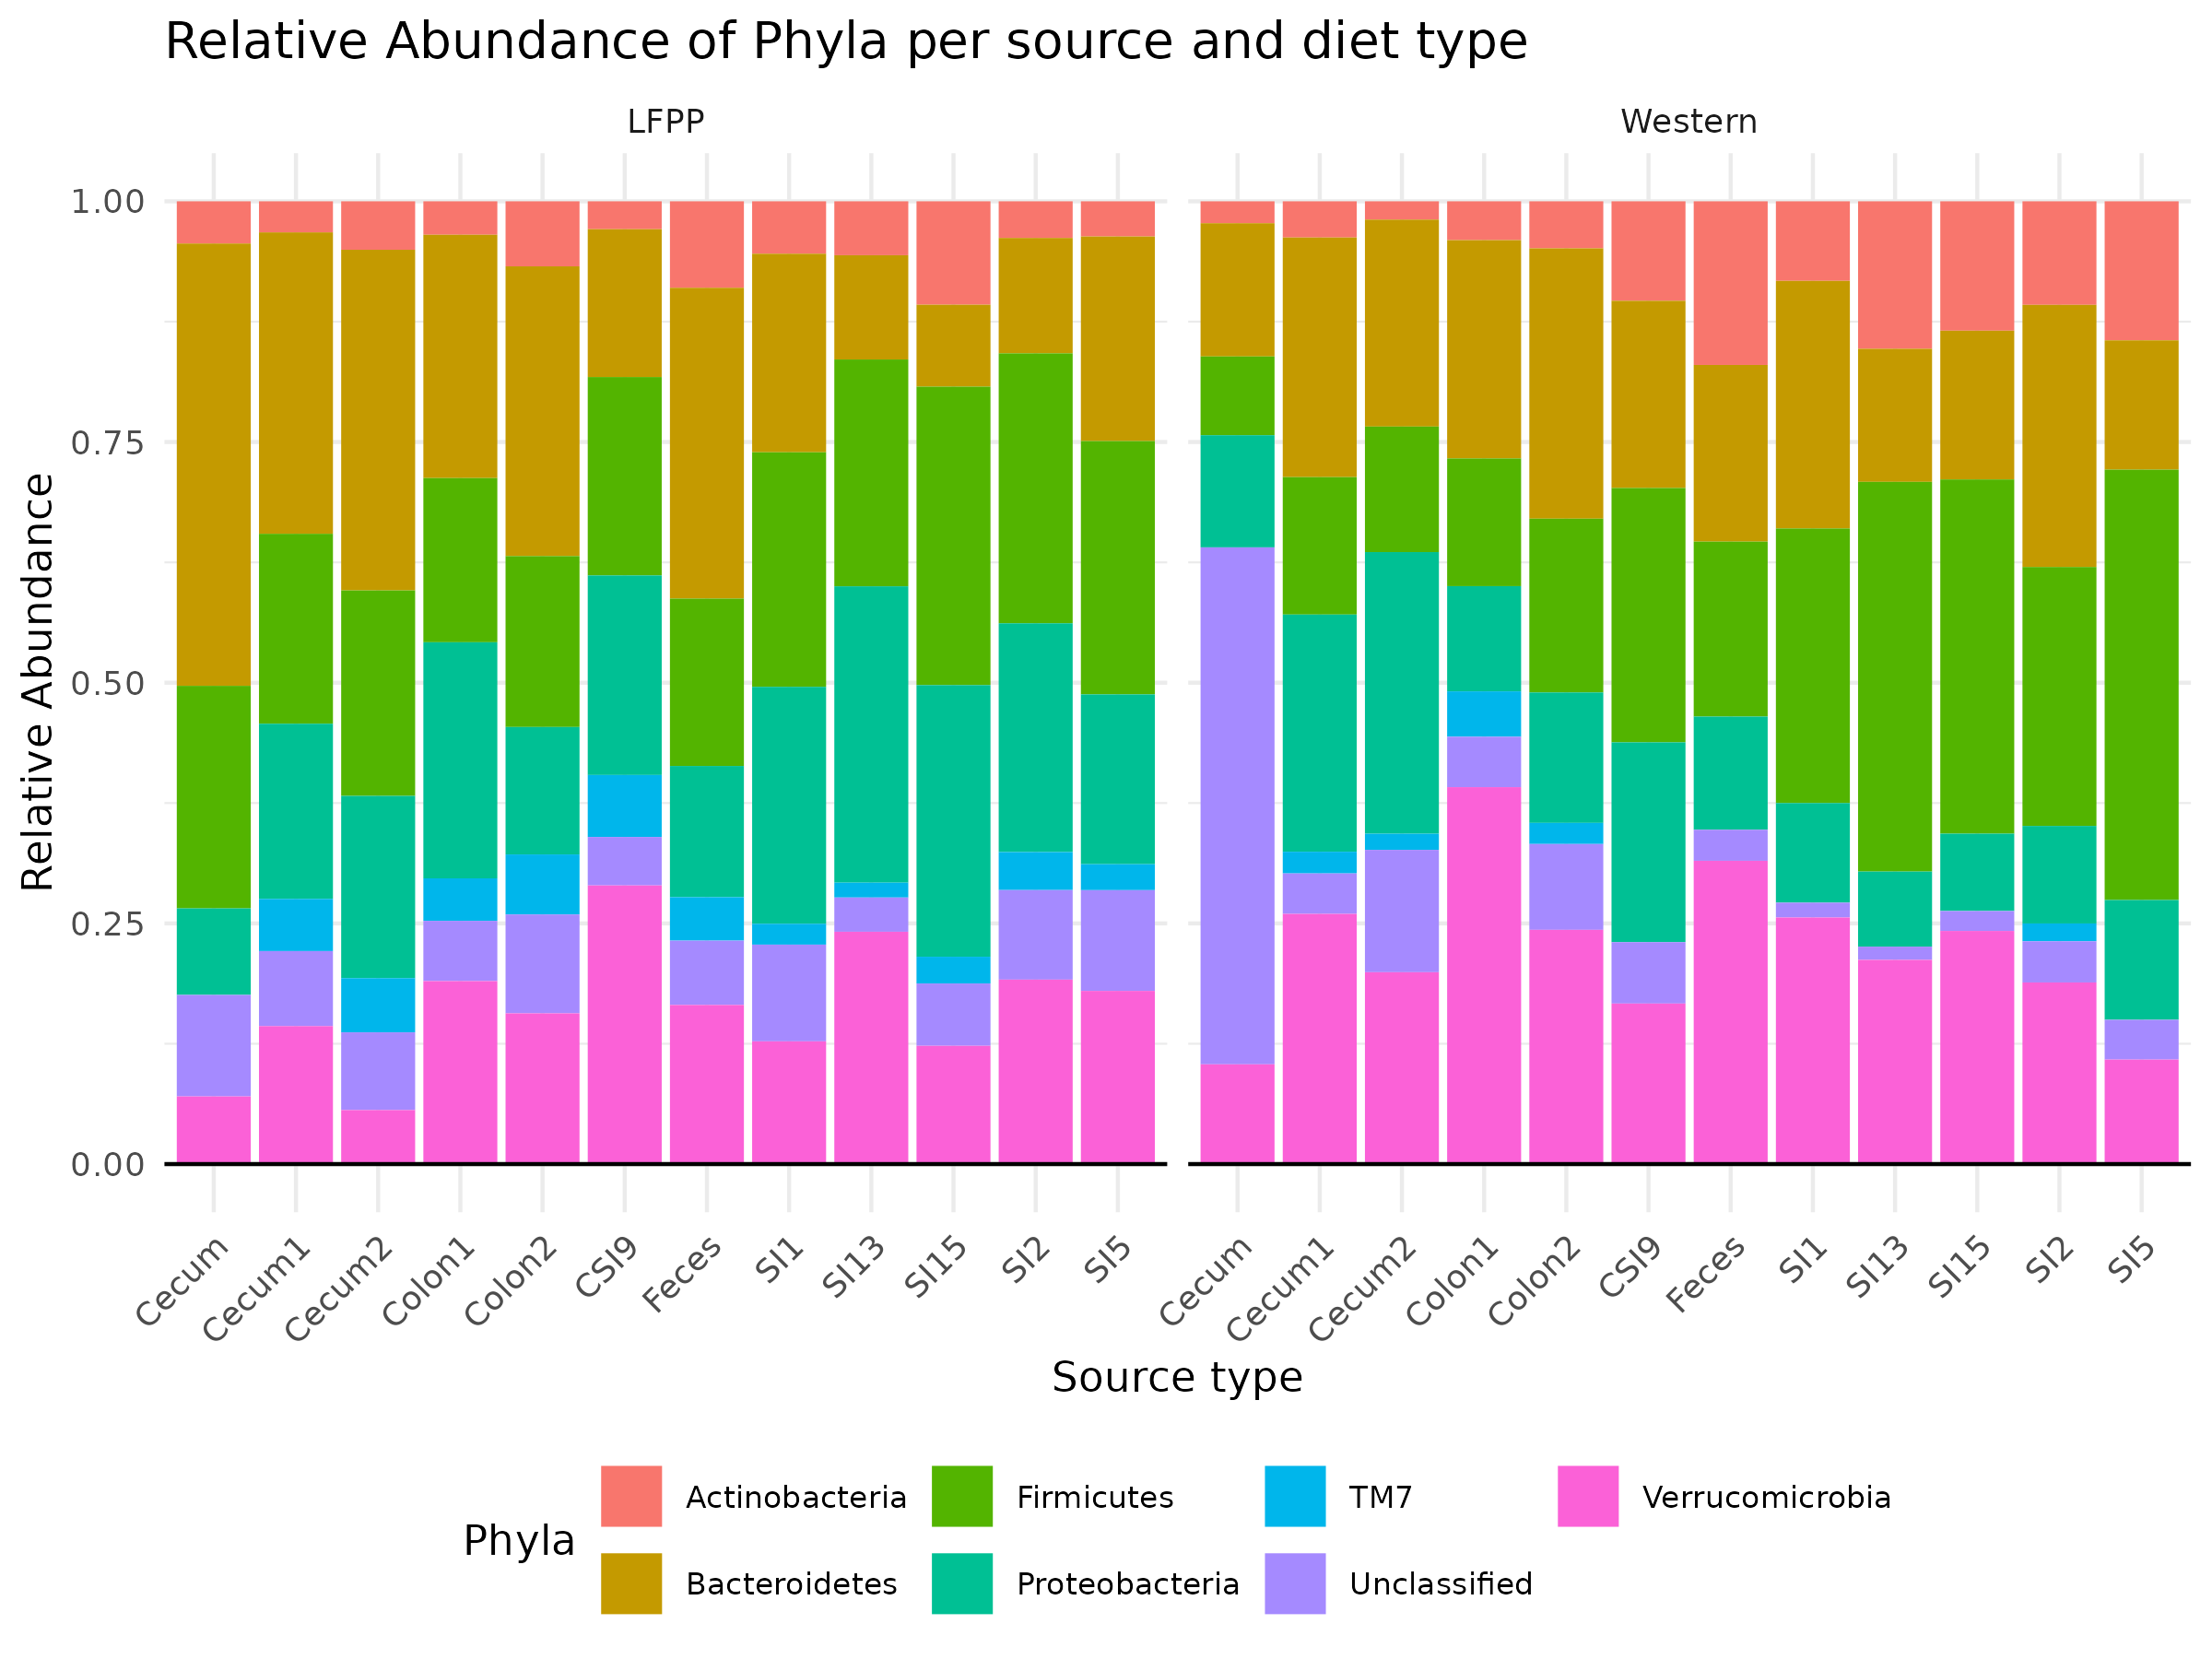 Relative Abundance of Phyla per source and diet type
LFPP
Western
Relative Abundance
1.00
0.75
0.50
0.25
0.00
Cecum
Cecum1
Cecum2
Colon1
Colon2
CSI9
Feces
SI1
SI13
SI15
SI2
SI5
Cecum
Cecum1
Cecum2
Colon1
Colon2
CSI9
Feces
SI1
SI13
SI15
SI2
SI5
Source type
Phyla
Actinobacteria
Firmicutes
TM7
Verrucomicrobia
Bacteroidetes
Proteobacteria
Unclassified